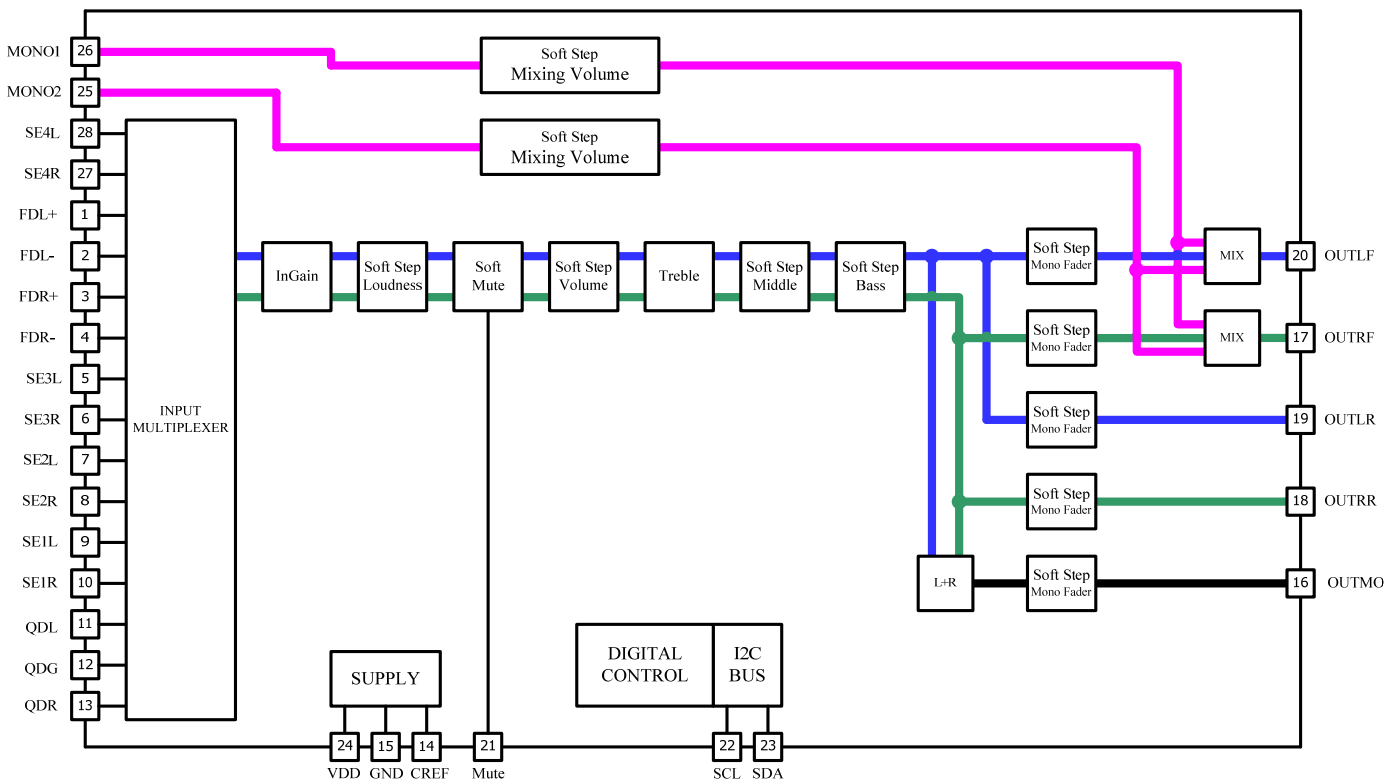 MONO1
26
Soft Step
Mixing Volume
MONO2
25
SE4L
28
Soft Step
Mixing Volume
SE4R
27
FDL+
1
FDL-
2
FDR+
3
FDR-
4
SE3L
5
SE3R
6
SE2L
7
SE2R
8
SE1L
9
SE1R
10
QDL
11
QDG
12
QDR
13
INPUT
MULTIPLEXER
InGain
Soft Step
Loudness
Soft
Mute
Soft Step
Volume
Treble
Soft Step
Middle
Soft Step
Bass
Soft Step
Mono Fader
MIX
20
OUTLF
Soft Step
Mono Fader
MIX
17
OUTRF
Soft Step
Mono Fader
19
OUTLR
Soft Step
Mono Fader
18
OUTRR
L+R
Soft Step
Mono Fader
16
OUTMO
SUPPLY
DIGITAL
CONTROL
I2C
BUS
24
15
14
21
22
23
VDD
GND
CREF
Mute
SCL
SDA